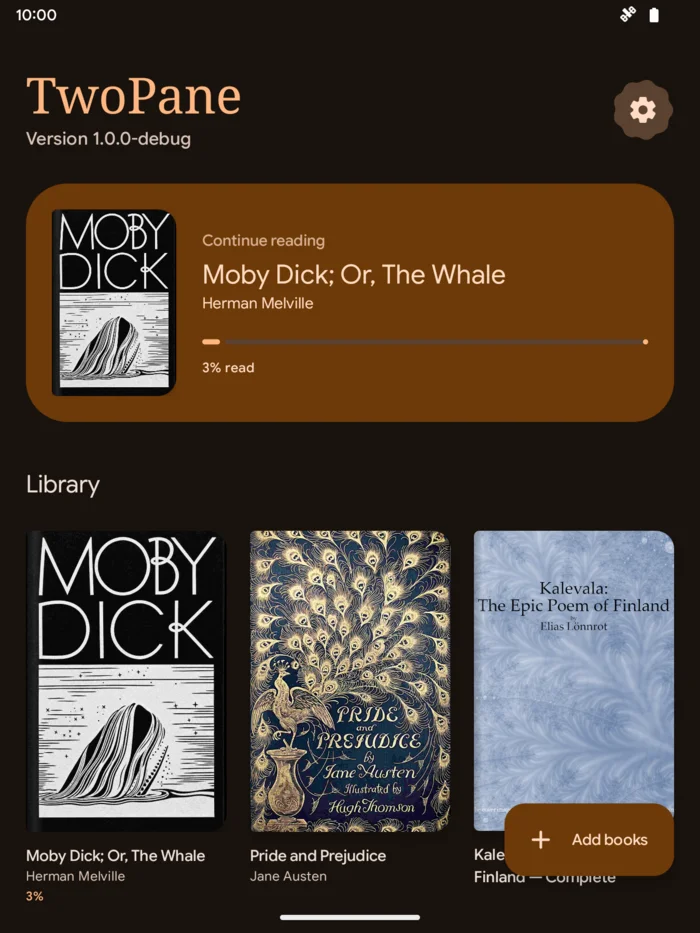 10:00
TwoPane
Version 1.0.0-debug
MOBY
DICK
Continue reading
Moby Dick; Or, The Whale
Herman Melville
3% read
Library
MOBY
DICK
PRIDE
and
PREJUDICE
by
Jane Austen
Illustrated by
Hugh Thomson
Kalevala:
The Epic Poem of Finland
Elias Lönnrot
Add books
Moby Dick; Or, The Whale
Herman Melville
3%
Pride and Prejudice
Jane Austen
Kale
Finland — Complete